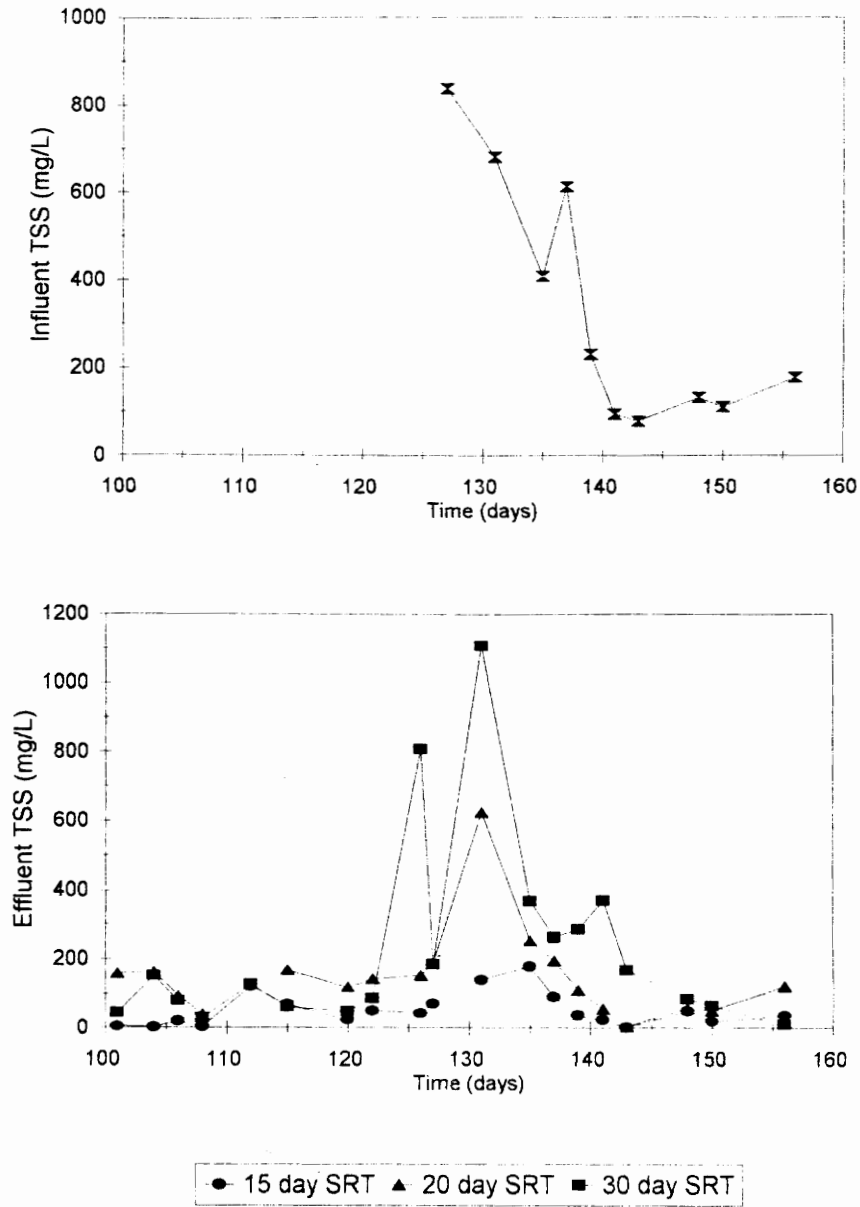 1000
800
600
400
200
0
Influent TSS (mg/L)
100 110 120 130 140 150 160
Time (days)
1200
1000
800
600
400
200
0
Effluent TSS (mg/L)
100 110 120 130 140 150 160
Time (days)
15 day SRT 20 day SRT 30 day SRT